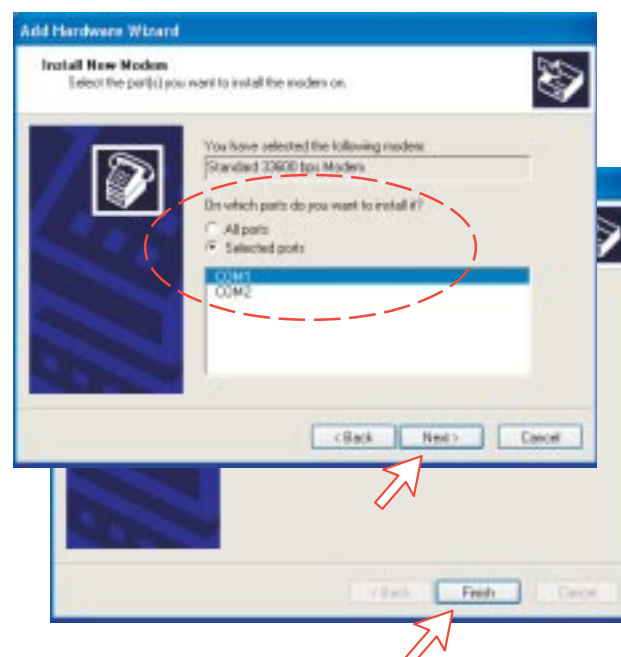 Add Hardware Wizard
Install New Modem
Select the port(s) you want to install the modem on.
You have selected the following modem:
Standard 33600 bps Modem
On which ports do you want to install it?
All ports
Selected ports
COM1
COM2
< Back
Next >
Cancel
< Back
Finish
Cancel